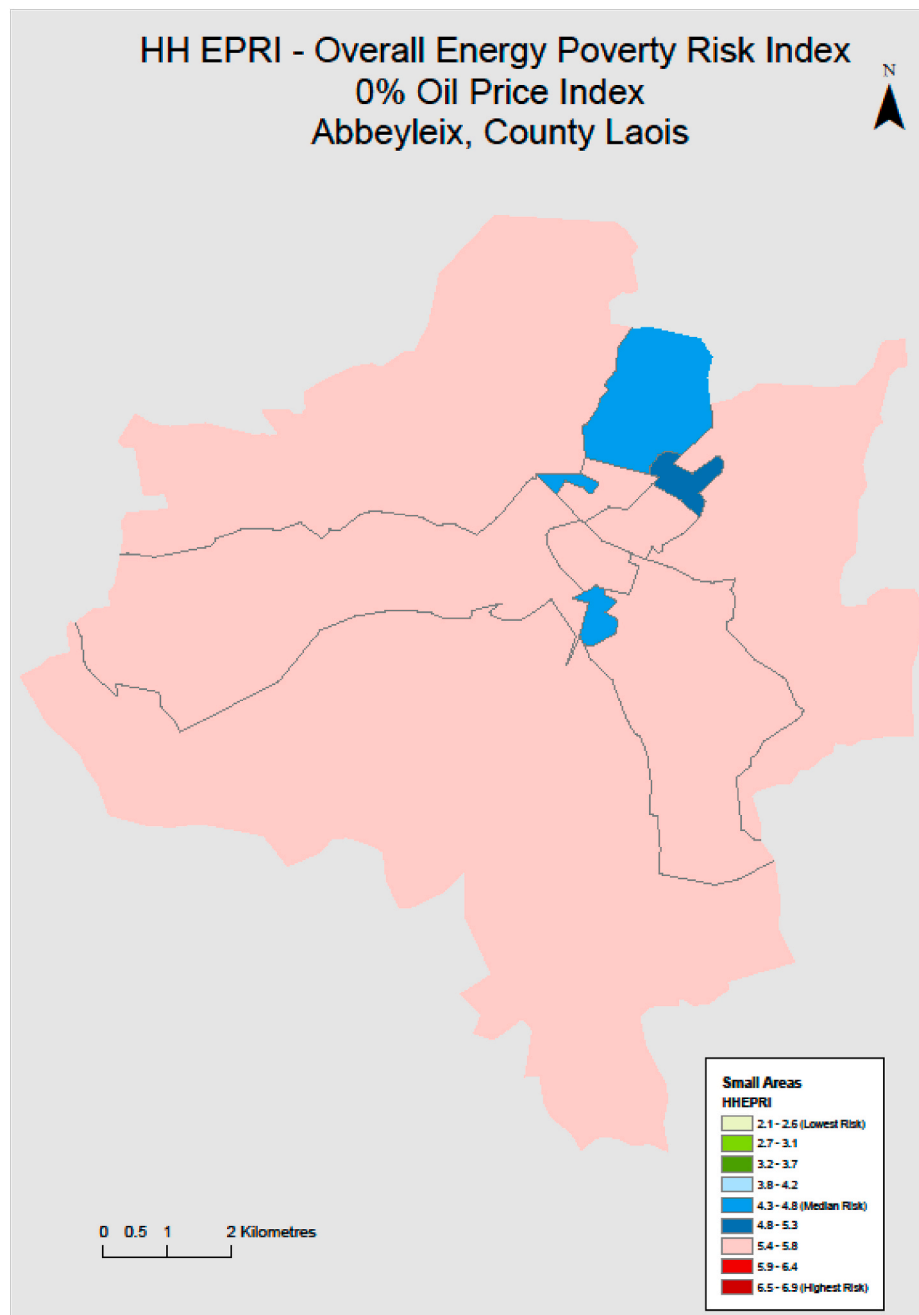 HH EPRI - Overall Energy Poverty Risk Index
0% Oil Price Index
Abbeyleix, County Laois
N
Small Areas
HHEPRI
2.1 - 2.6 (Lowest Risk)
2.7 - 3.1
3.2 - 3.7
3.8 - 4.2
4.3 - 4.8 (Median Risk)
4.8 - 5.3
5.4 - 5.8
5.9 - 6.4
6.5 - 6.9 (Highest Risk)
0 0.5 1 2 Kilometres